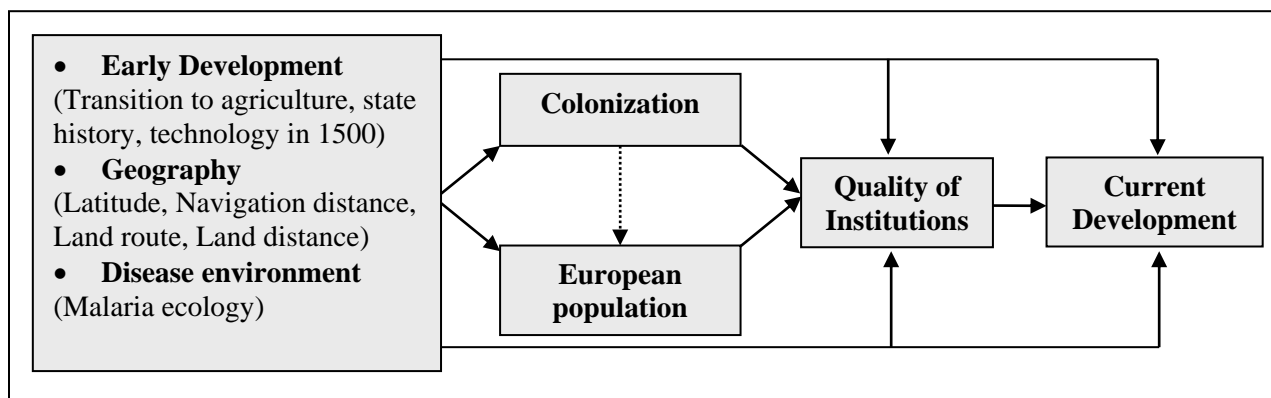 • Early Development
(Transition to agriculture, state
history, technology in 1500)
• Geography
(Latitude, Navigation distance,
Land route, Land distance)
• Disease environment
(Malaria ecology)
Colonization
European
population
Quality of
Institutions
Current
Development